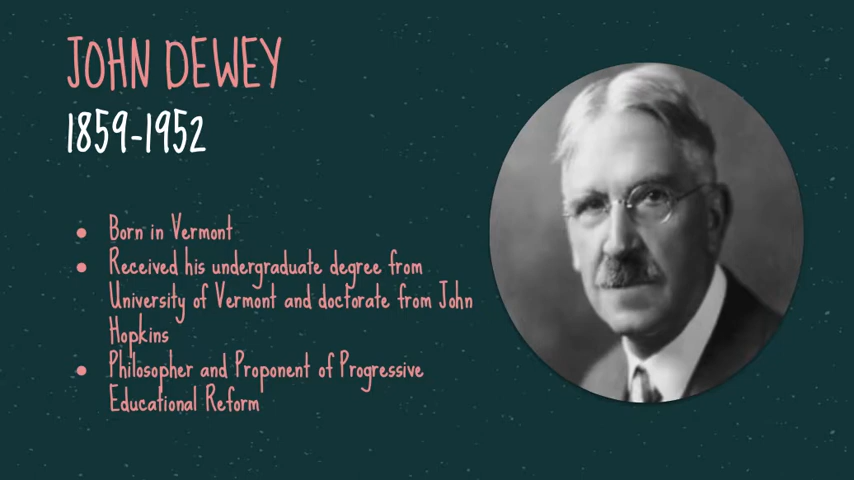 JOHN DEWEY
1859-1952
● Born in Vermont
● Received his undergraduate degree from
University of Vermont and doctorate from John
Hopkins
● Philosopher and Proponent of Progressive
Educational Reform